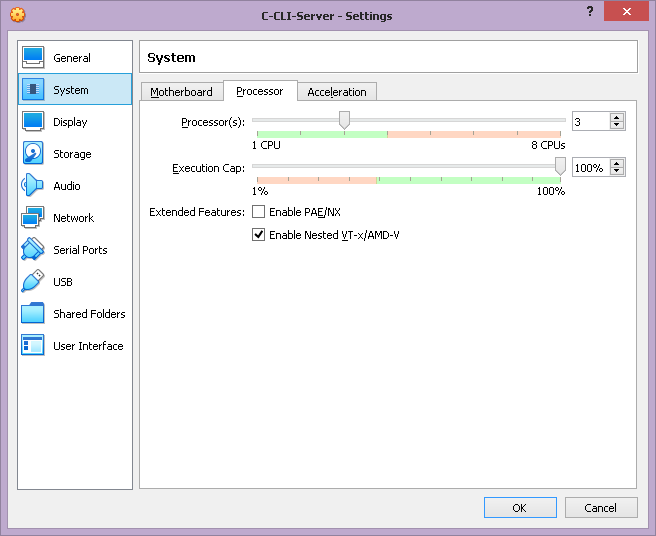 C-CLI-Server - Settings
?
General
System
Display
Storage
Audio
Network
Serial Ports
USB
Shared Folders
User Interface
System
Motherboard Processor Acceleration
Processor(s): 3
1 CPU 8 CPUs
Execution Cap: 100%
1% 100%
Extended Features: Enable PAE/NX
Enable Nested VT-x/AMD-V
OK Cancel